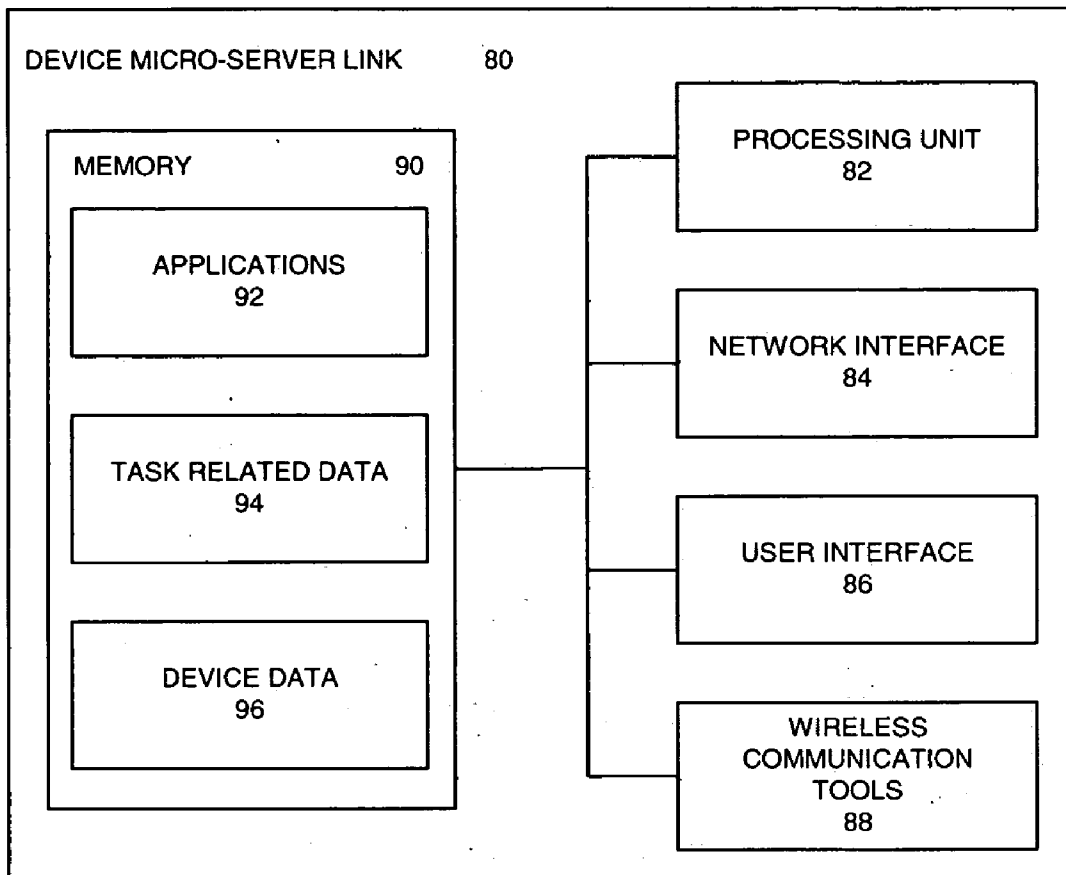 DEVICE MICRO-SERVER LINK 80
MEMORY 90
APPLICATIONS
92
TASK RELATED DATA
94
DEVICE DATA
96
PROCESSING UNIT
82
NETWORK INTERFACE
84
USER INTERFACE
86
WIRELESS
COMMUNICATION
TOOLS
88